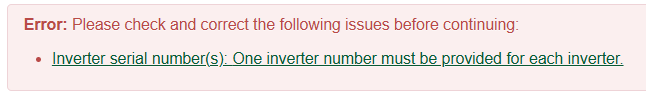 Error: Please check and correct the following issues before continuing:
• Inverter serial number(s): One inverter number must be provided for each inverter.